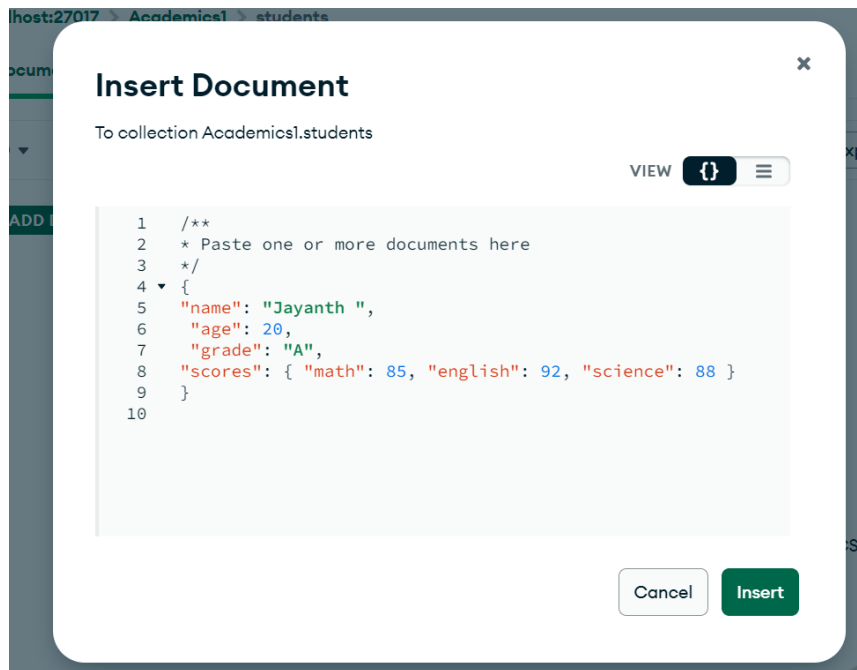 lhost:27017 > Academics1 > students
ocum
Insert Document
To collection Academics1.students
VIEW {}
ADD
1 /**
2 * Paste one or more documents here
3 */
4 {
5 "name": "Jayanth ",
6 "age": 20,
7 "grade": "A",
8 "scores": { "math": 85, "english": 92, "science": 88 }
9 }
10
Cancel Insert